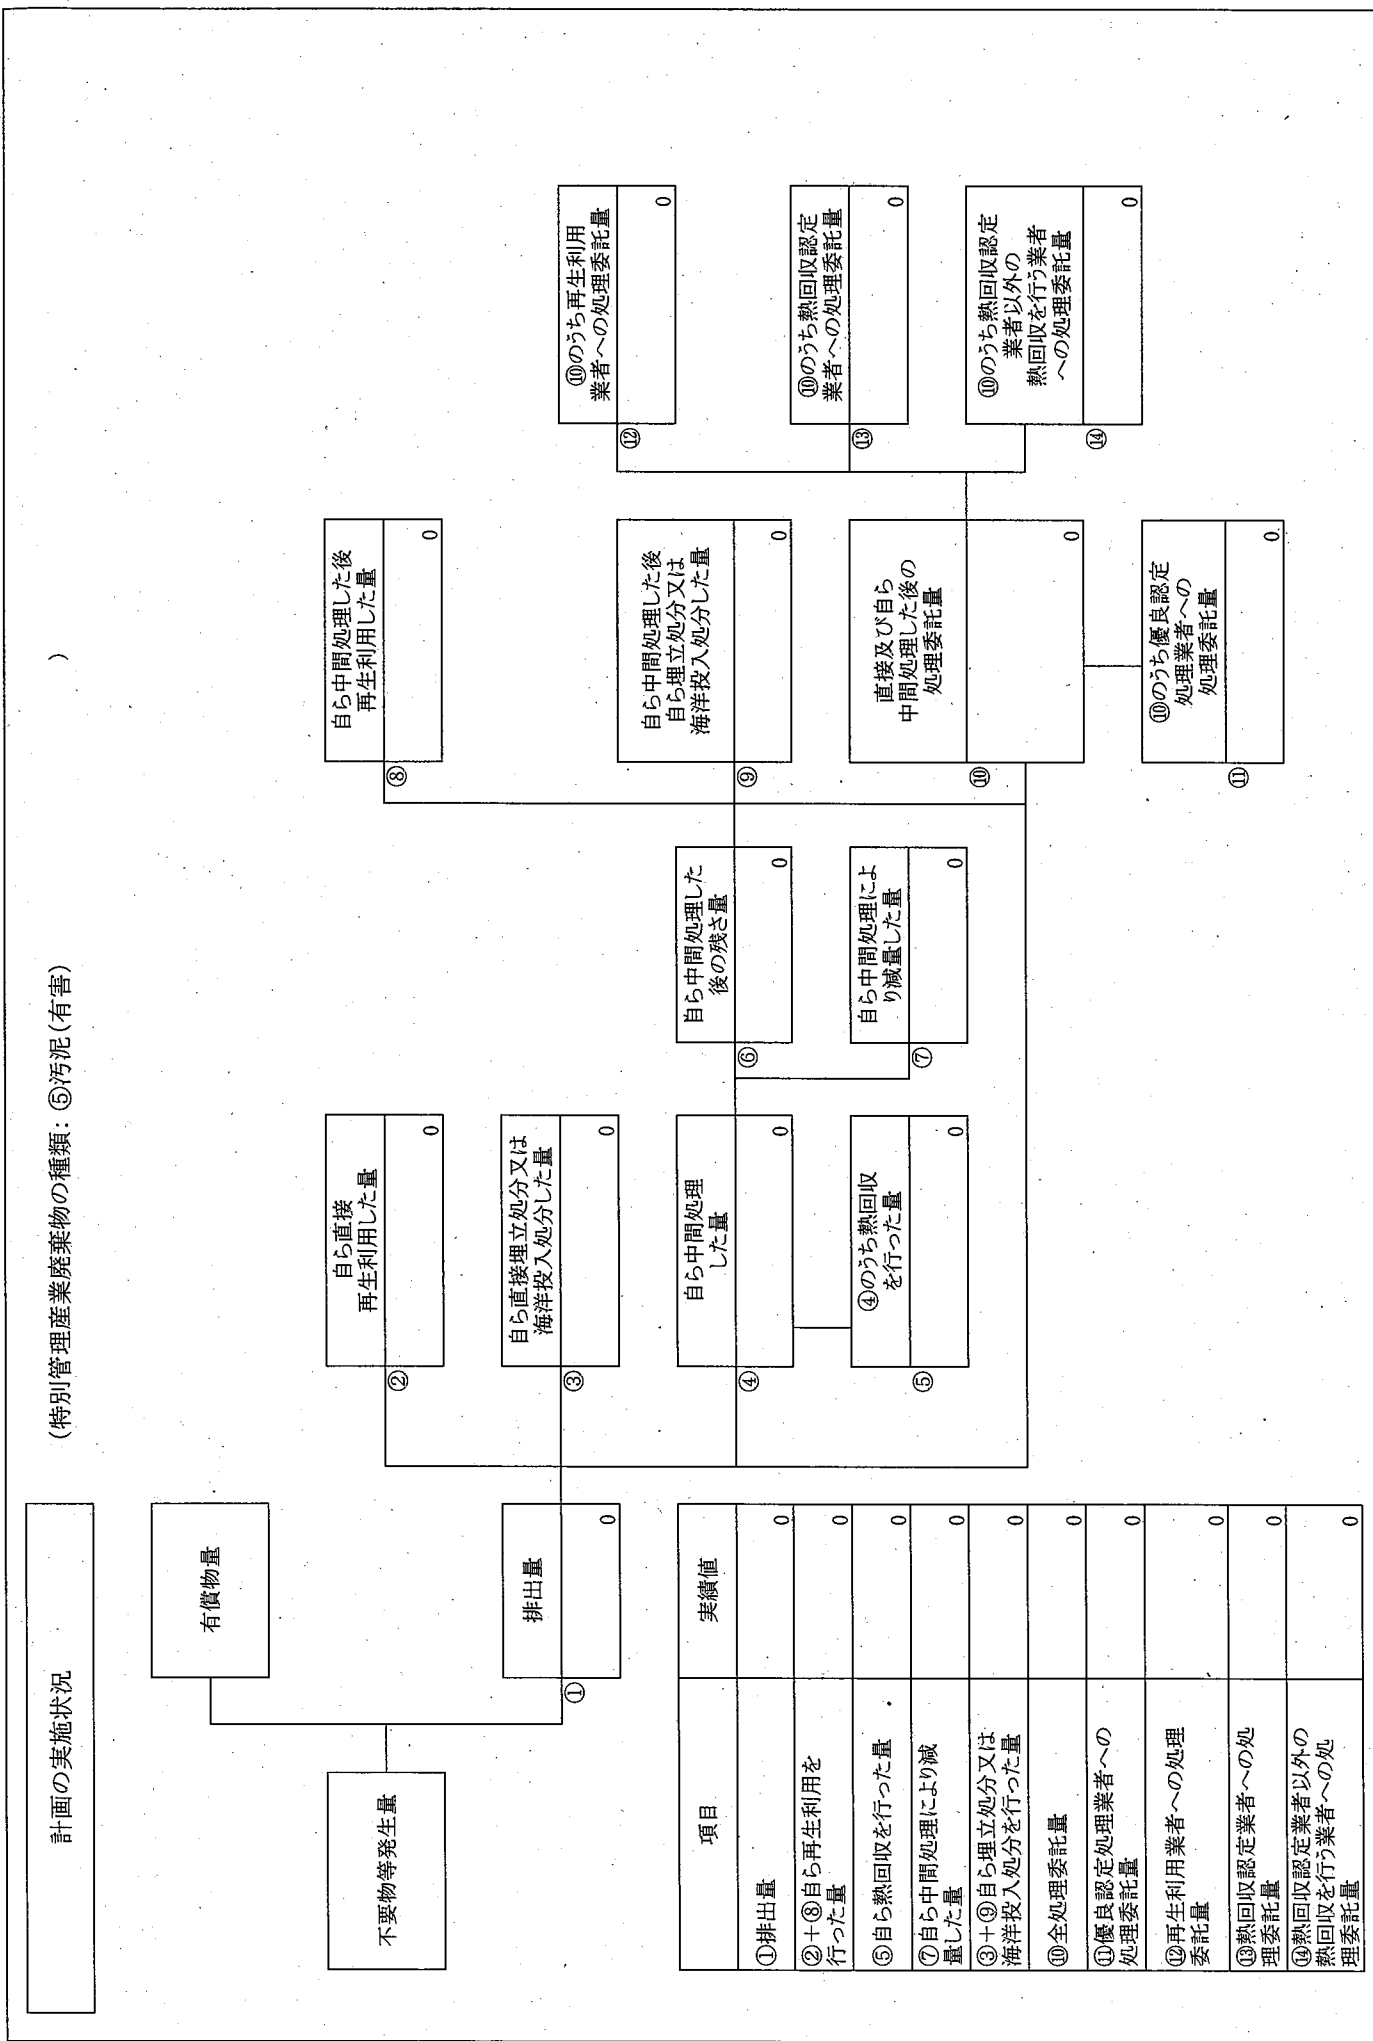 計画の実施状況
(特別管理産業廃棄物の種類：⑤汚泥(有害)
)
不要物等発生量
有償物量
①
排出量
0
②
自ら直接
再生利用した量
0
③
自ら直接埋立処分又は
海洋投入処分した量
0
④
自ら中間処理
した量
0
⑤
④のうち熱回収
を行った量
0
⑥
自ら中間処理した
後の残さ量
0
⑦
自ら中間処理によ
り減量した量
0
⑧
自ら中間処理した後
再生利用した量
0
⑨
自ら中間処理した後
自ら埋立処分又は
海洋投入処分した量
0
⑩
直接及び自ら
中間処理した後の
処理委託量
0
⑪
⑩のうち優良認定
処理業者への
処理委託量
0
⑫
⑩のうち再生利用
業者への処理委託量
0
⑬
⑩のうち熱回収認定
業者への処理委託量
0
⑭
⑩のうち熱回収認定
業者以外の
熱回収を行う業者
への処理委託量
0
項目 実績値
①排出量 0
②＋⑧自ら再生利用を
行った量 0
⑤自ら熱回収を行った量 0
⑦自ら中間処理により減
量した量 0
③＋⑨自ら埋立処分又は
海洋投入処分を行った量 0
⑩全処理委託量 0
⑪優良認定処理業者への
処理委託量 0
⑫再生利用業者への処理
委託量 0
⑬熱回収認定業者への処
理委託量 0
⑭熱回収認定業者以外の
熱回収を行う業者への処
理委託量 0